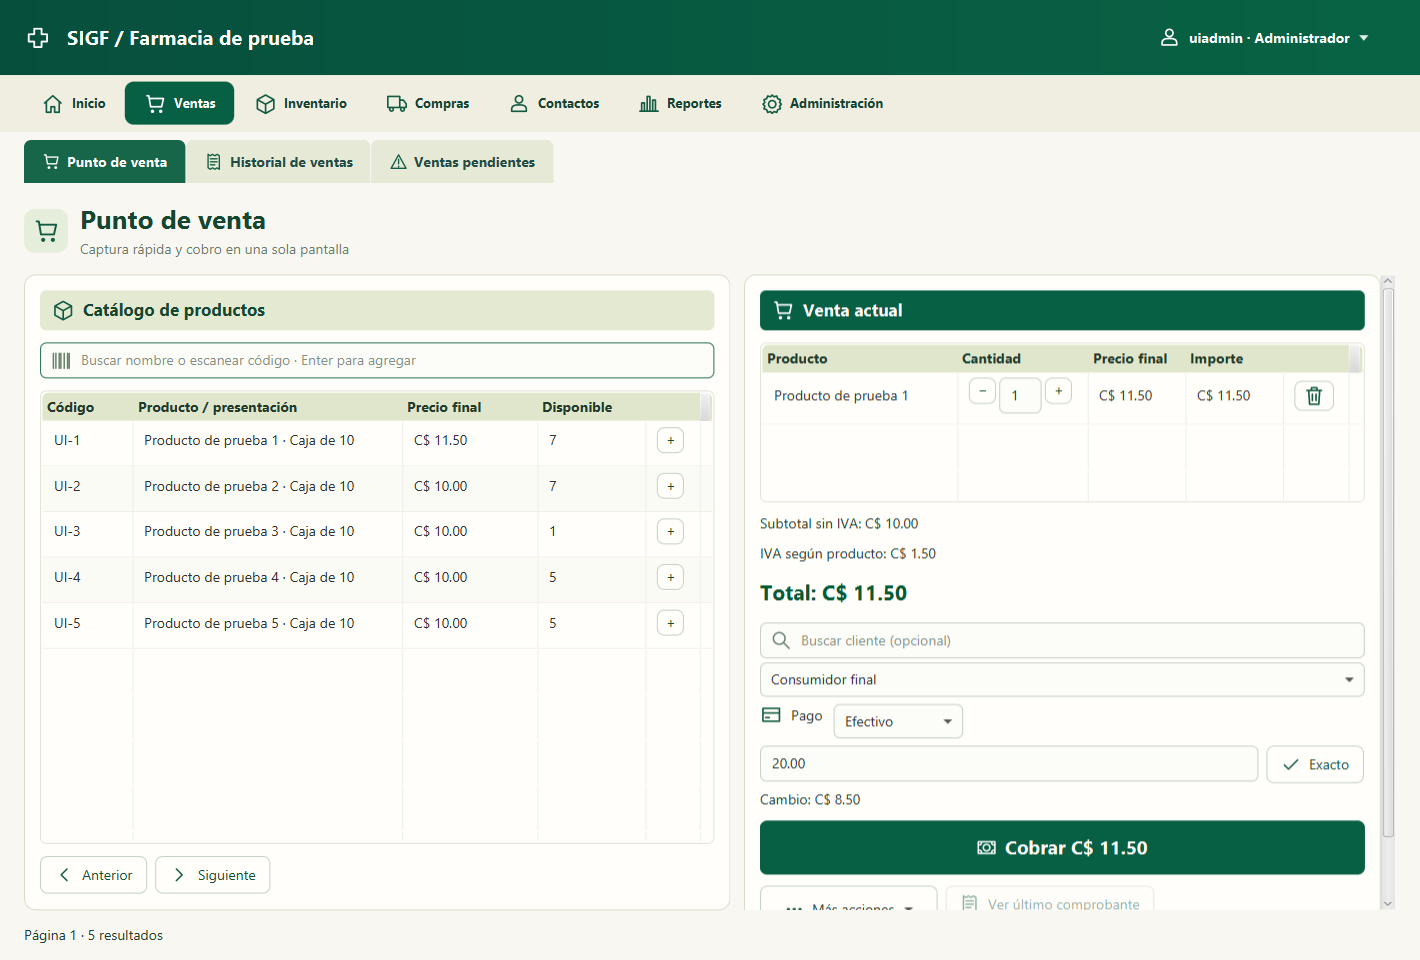 SIGF / Farmacia de prueba
uiadmin · Administrador
Inicio
Ventas
Inventario
Compras
Contactos
Reportes
Administración
Punto de venta
Historial de ventas
Ventas pendientes
Punto de venta
Captura rápida y cobro en una sola pantalla
Catálogo de productos
Buscar nombre o escanear código · Enter para agregar
Código Producto / presentación Precio final Disponible
UI-1 Producto de prueba 1 · Caja de 10 C$ 11.50 7 +
UI-2 Producto de prueba 2 · Caja de 10 C$ 10.00 7 +
UI-3 Producto de prueba 3 · Caja de 10 C$ 10.00 1 +
UI-4 Producto de prueba 4 · Caja de 10 C$ 10.00 5 +
UI-5 Producto de prueba 5 · Caja de 10 C$ 10.00 5 +
Anterior
Siguiente
Página 1 · 5 resultados
Venta actual
Producto Cantidad Precio final Importe
Producto de prueba 1 − 1 + C$ 11.50 C$ 11.50
Subtotal sin IVA: C$ 10.00
IVA según producto: C$ 1.50
Total: C$ 11.50
Buscar cliente (opcional)
Consumidor final
Pago Efectivo
20.00 Exacto
Cambio: C$ 8.50
Cobrar C$ 11.50
Más acciones
Ver último comprobante